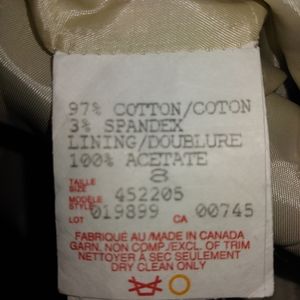 97% COTTON/COTON
3% SPANDEX
LINING/DOUBLURE
100% ACETATE
TAILLE SIZE 8
MODELE STYLE 452205
LOT 019899 CA 00745
FABRIQUÉ AU/MADE IN CANADA
GARN. NON COMP./EXCL. OF TRIM
NETTOYER À SEC SEULEMENT
DRY CLEAN ONLY